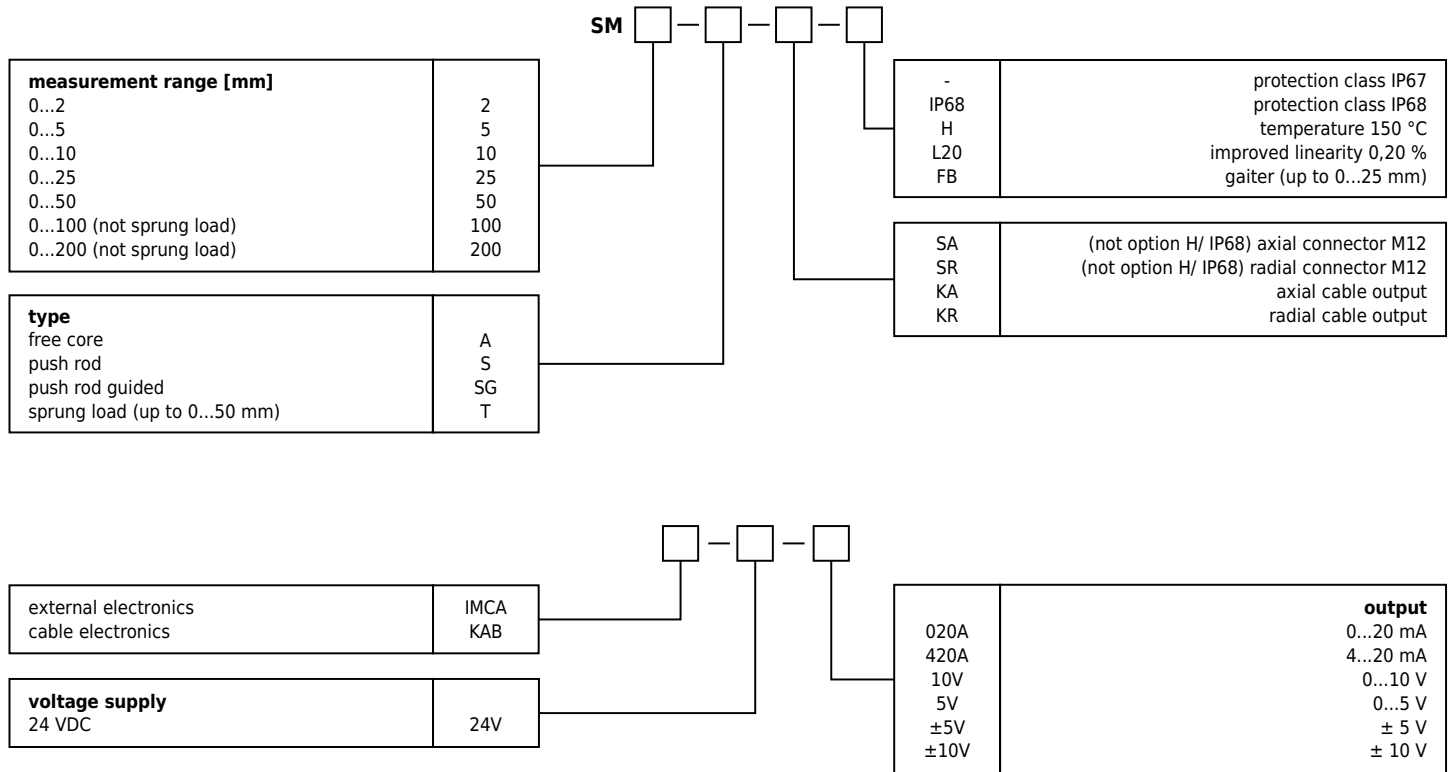 SM — — —
measurement range [mm]
0...2 2
0...5 5
0...10 10
0...25 25
0...50 50
0...100 (not sprung load) 100
0...200 (not sprung load) 200
type
free core A
push rod S
push rod guided SG
sprung load (up to 0...50 mm) T
- protection class IP67
IP68 protection class IP68
H temperature 150 °C
L20 improved linearity 0,20 %
FB gaiter (up to 0...25 mm)
SA (not option H/ IP68) axial connector M12
SR (not option H/ IP68) radial connector M12
KA axial cable output
KR radial cable output
— —
external electronics IMCA
cable electronics KAB
voltage supply
24 VDC 24V
output
020A 0...20 mA
420A 4...20 mA
10V 0...10 V
5V 0...5 V
±5V ± 5 V
±10V ± 10 V